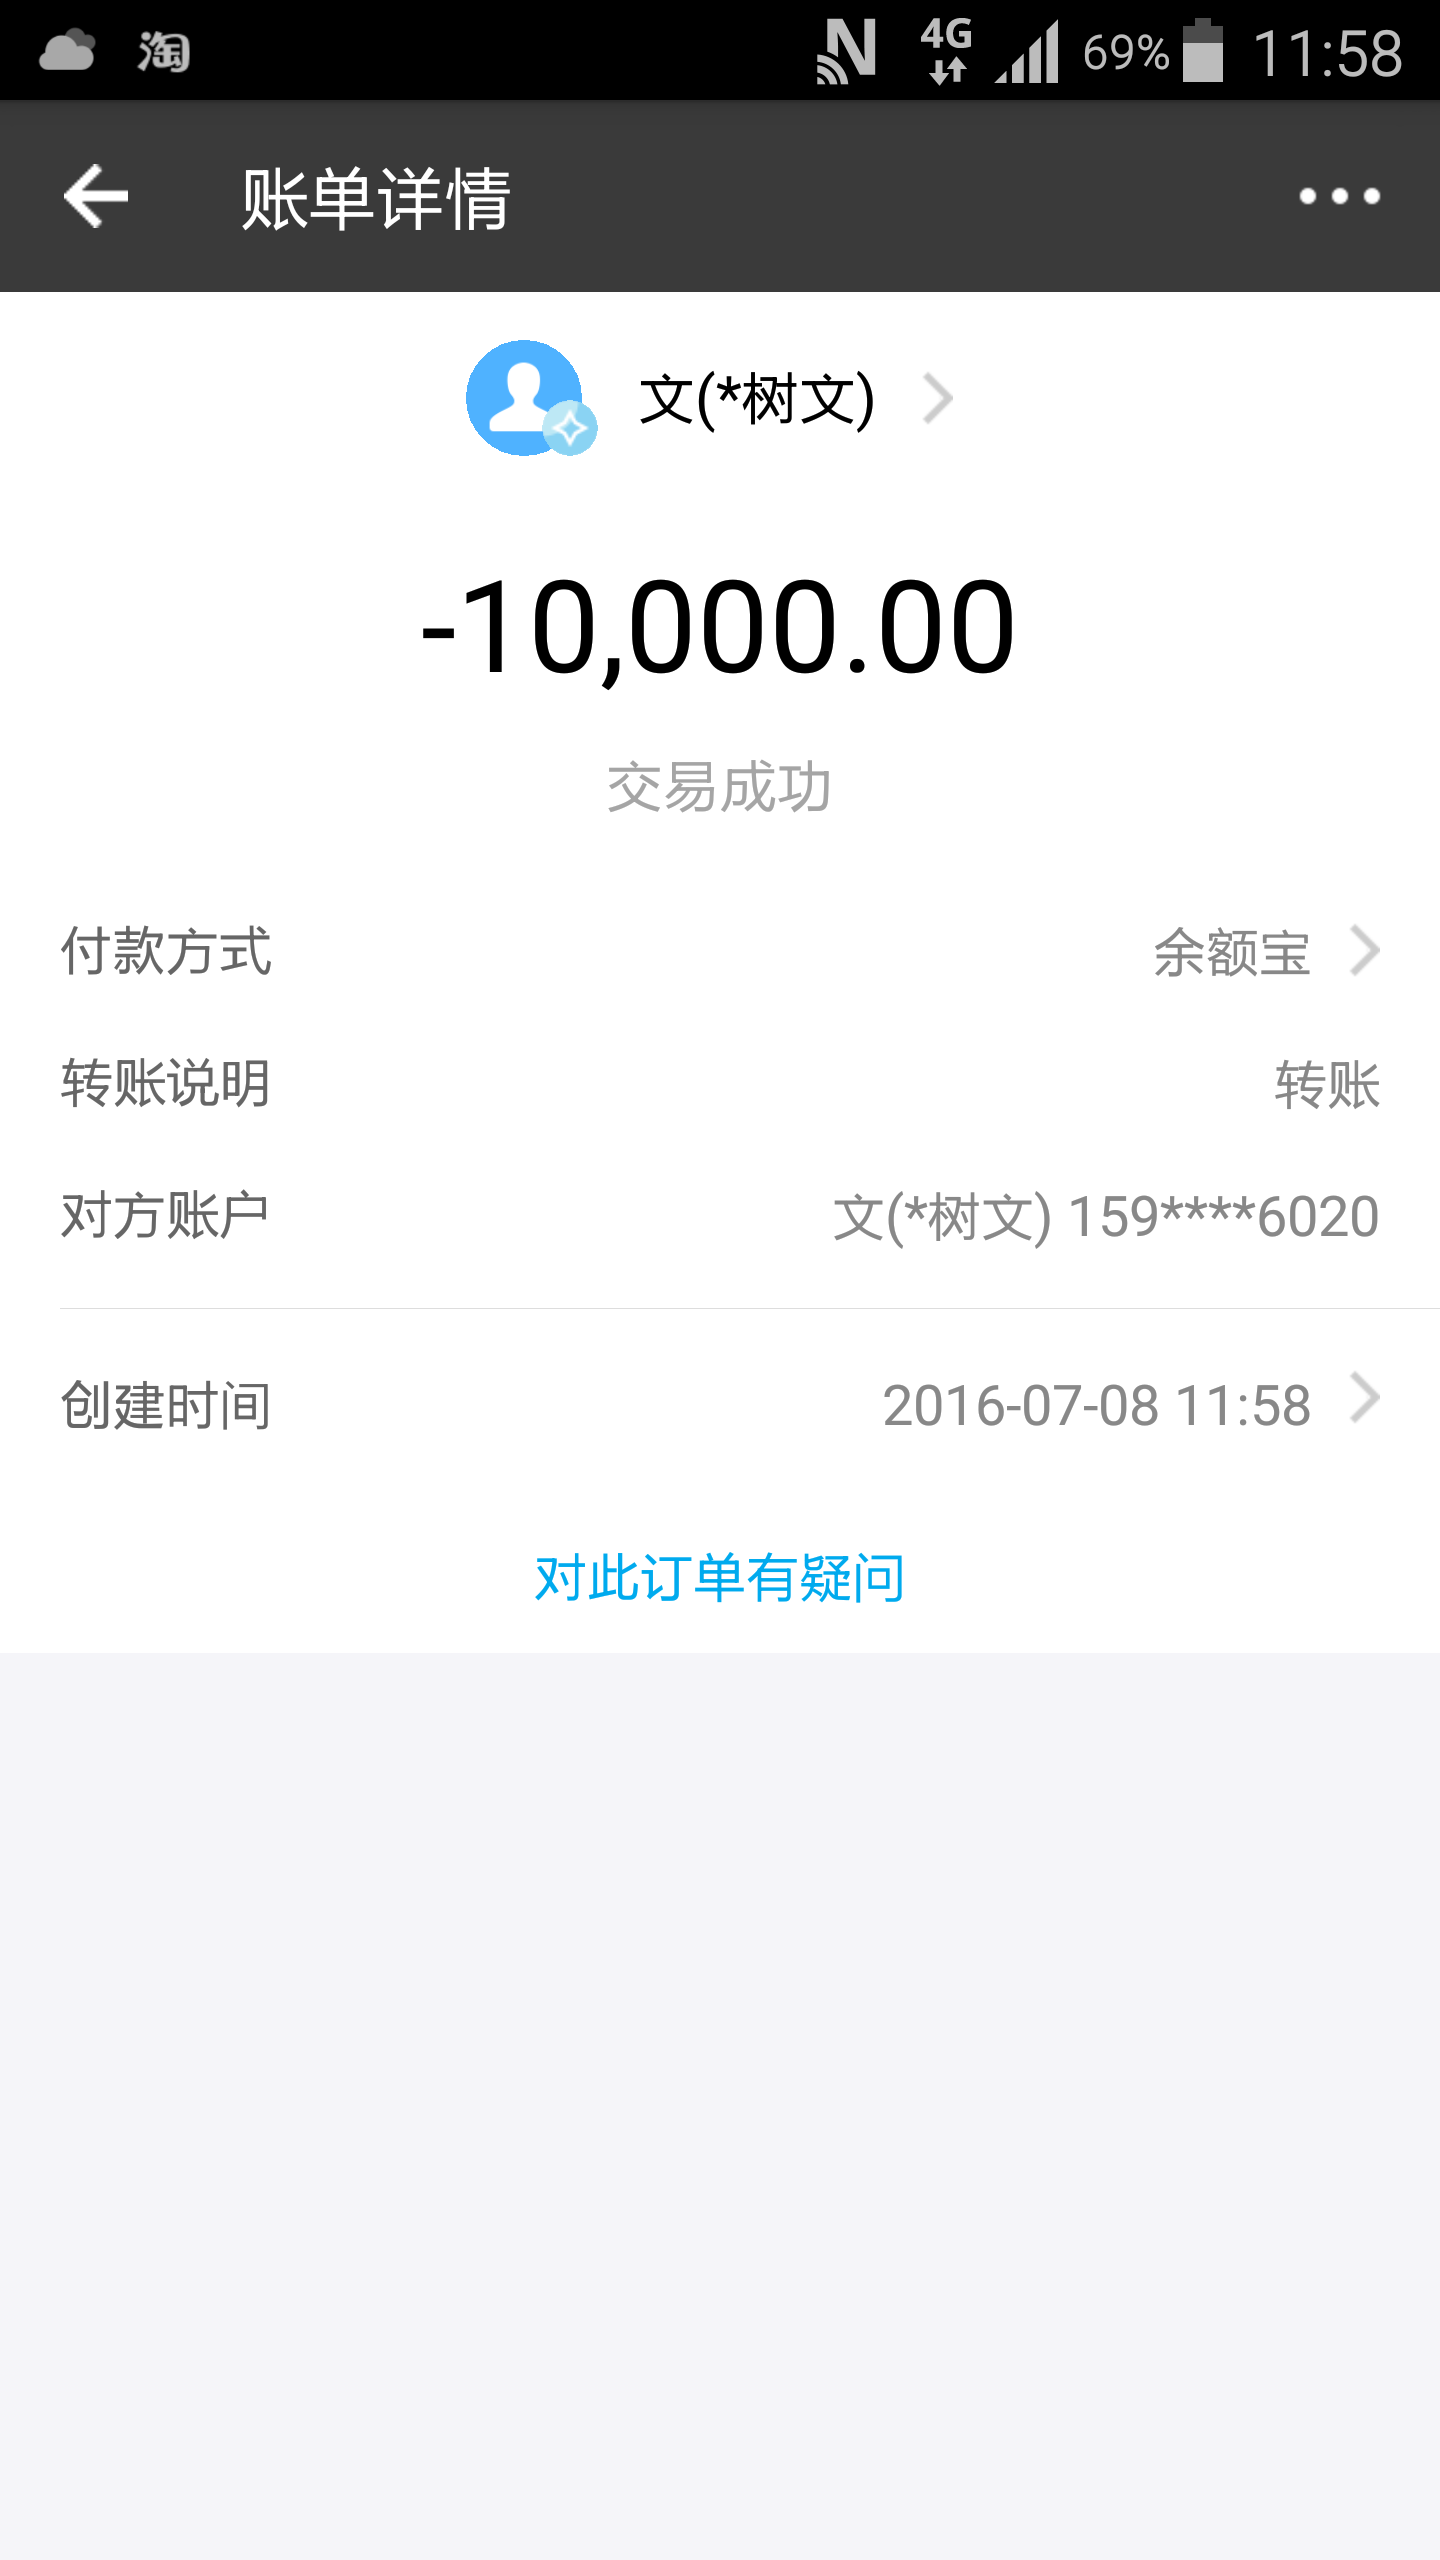 淘 N 4G 69% 11:58
账单详情
文(*树文)
-10,000.00
交易成功
付款方式 余额宝
转账说明 转账
对方账户 文(*树文) 159****6020
创建时间 2016-07-08 11:58
对此订单有疑问